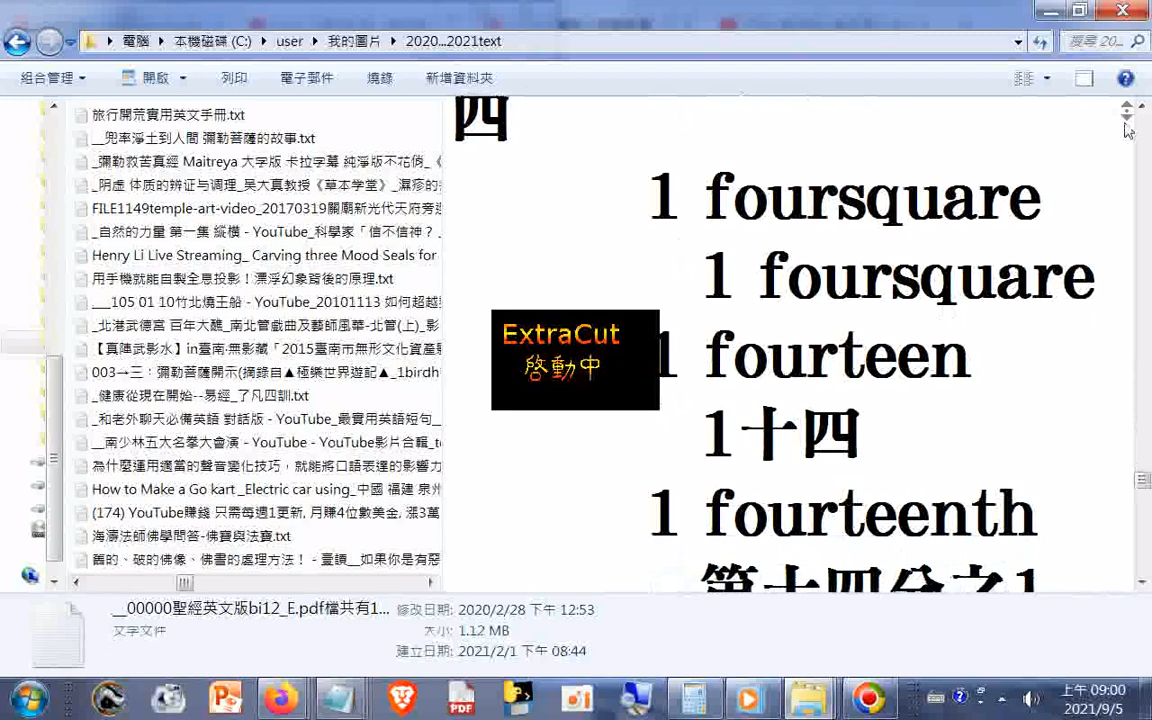 電腦 本機磁碟 (C:) user 我的圖片 2020...2021text
搜尋 20...
組合管理 開啟 列印 電子郵件 燒錄 新增資料夾
旅行開荒實用英文手冊.txt
__兜率淨土到人間 彌勒菩薩的故事.txt
_彌勒救苦真經 Maitreya 大字版 卡拉字幕 純淨版不花俏_《
_阴虚 体质的辨证与调理_吴大真教授《草本学堂》_濕疹的
FILE1149temple-art-video_20170319關廟新光代天府旁
_自然的力量 第一集 縱橫 - YouTube_科學家「信不信神？
Henry Li Live Streaming_ Carving three Mood Seals for
用手機就能自製全息投影！漂浮幻象背後的原理.txt
___105 01 10竹北燒王船 - YouTube_20101113 如何超越
_北港武德宮 百年大醮_南北管戲曲及藝師風華-北管(上)_影
【真陣武影水】in臺南·無影藏「2015臺南市無形文化資產
003→三：彌勒菩薩開示(摘錄自▲極樂世界遊記▲_1birdh
_健康從現在開始--易經_了凡四訓.txt
_和老外聊天必備英語 對話版 - YouTube_最實用英語短句
__南少林五大名拳大會演 - YouTube - YouTube影片合輯_t
為什麼運用適當的聲音變化技巧，就能將口語表達的影響力
How to Make a Go kart _Electric car using_中國 福建 泉州
(174) YouTube賺錢 只需每週1更新, 月賺4位數美金, 漲3萬
海濤法師佛學問答-佛寶與法寶.txt
舊的、破的佛像、佛書的處理方法！ - 壹讀__如果你是有惡
四
1 foursquare
1 foursquare
1 fourteen
1十四
1 fourteenth
第十四分之1
ExtraCut
啓動中
__00000聖經英文版bi12_E.pdf檔共有1... 修改日期: 2020/2/28 下午 12:53
文字文件 大小: 1.12 MB
建立日期: 2021/2/1 下午 08:44
上午 09:00
2021/9/5